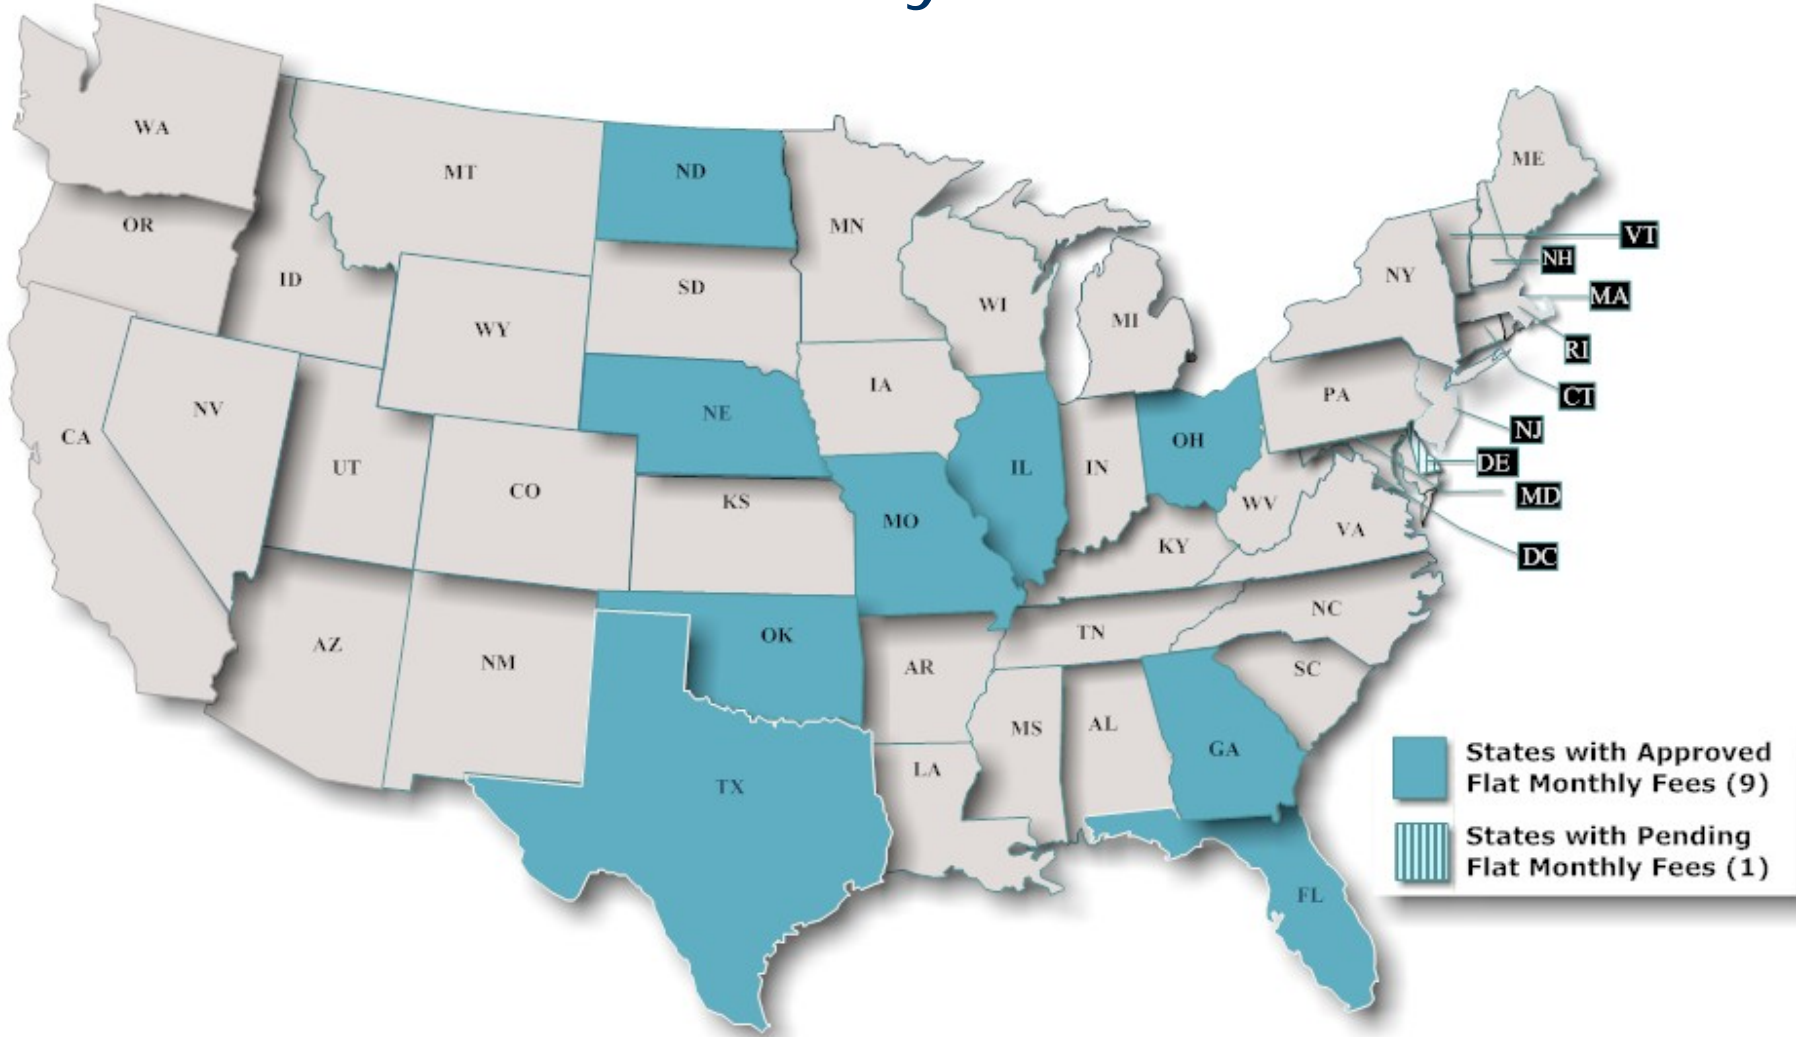 WA
MT
ND
ME
OR
MN
VT
NH
ID
SD
NY
MA
WI
WY
MI
RI
IA
PA
CT
NV
NE
NJ
CA
OH
UT
IL
IN
DE
CO
KS
WV
MD
MO
VA
KY
DC
NC
AZ
OK
TN
NM
AR
SC
MS
AL
GA
LA
TX
FL
States with Approved
Flat Monthly Fees (9)
States with Pending
Flat Monthly Fees (1)